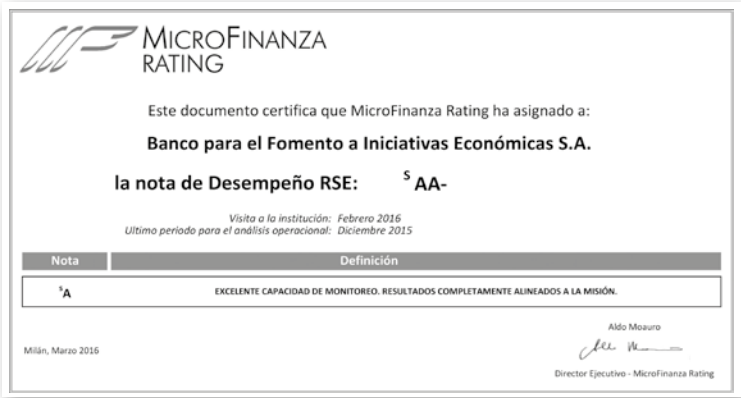 MICROFINANZA
RATING
Este documento certifica que MicroFinanza Rating ha asignado a:
Banco para el Fomento a Iniciativas Económicas S.A.
la nota de Desempeño RSE: S AA-
Visita a la institución: Febrero 2016
Ultimo periodo para el análisis operacional: Diciembre 2015
Nota Definición
S A EXCELENTE CAPACIDAD DE MONITOREO. RESULTADOS COMPLETAMENTE ALINEADOS A LA MISIÓN.
Aldo Moauro
Milán, Marzo 2016
Director Ejecutivo - MicroFinanza Rating